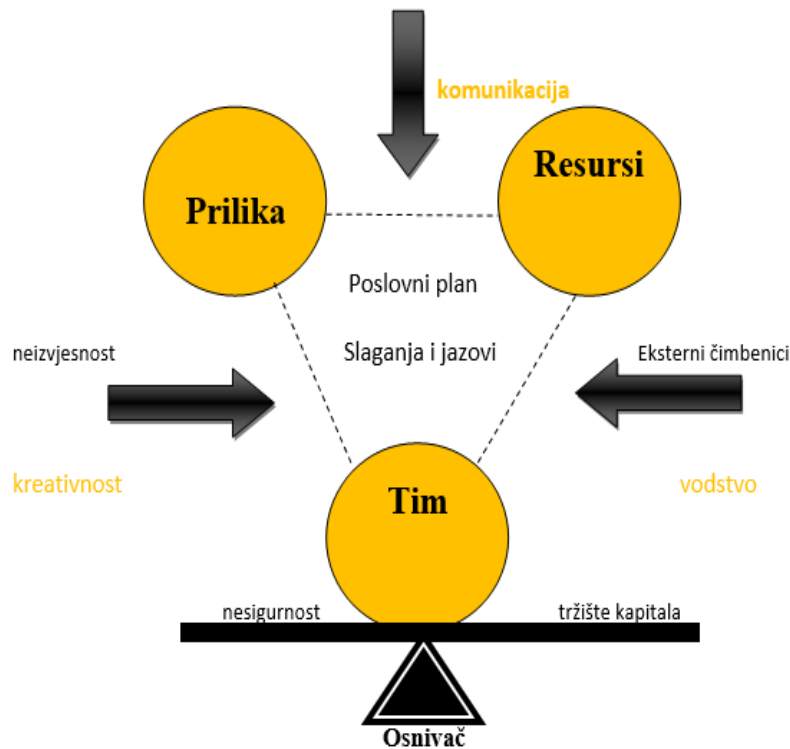 komunikacija
Prilika
Resursi
Poslovni plan
Slaganja i jazovi
neizvjesnost
Eksterni čimbenici
kreativnost
vodstvo
Tim
nesigurnost
tržište kapitala
Osnivač